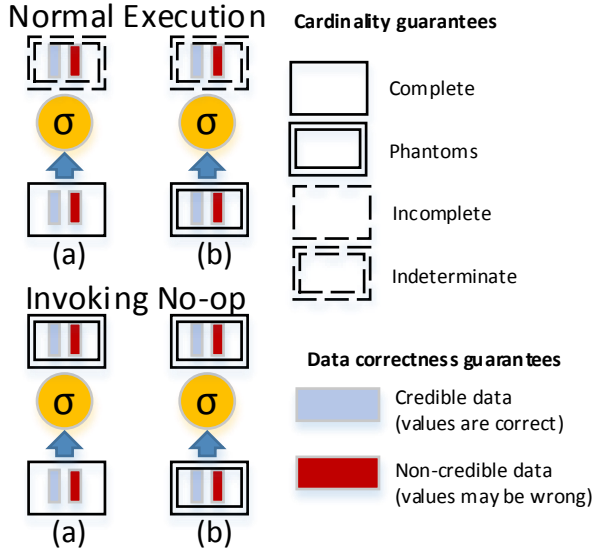 Normal Execution
σ
σ
(a)
(b)
Invoking No-op
σ
σ
(a)
(b)
Cardinality guarantees
Complete
Phantoms
Incomplete
Indeterminate
Data correctness guarantees
Credible data
(values are correct)
Non-credible data
(values may be wrong)